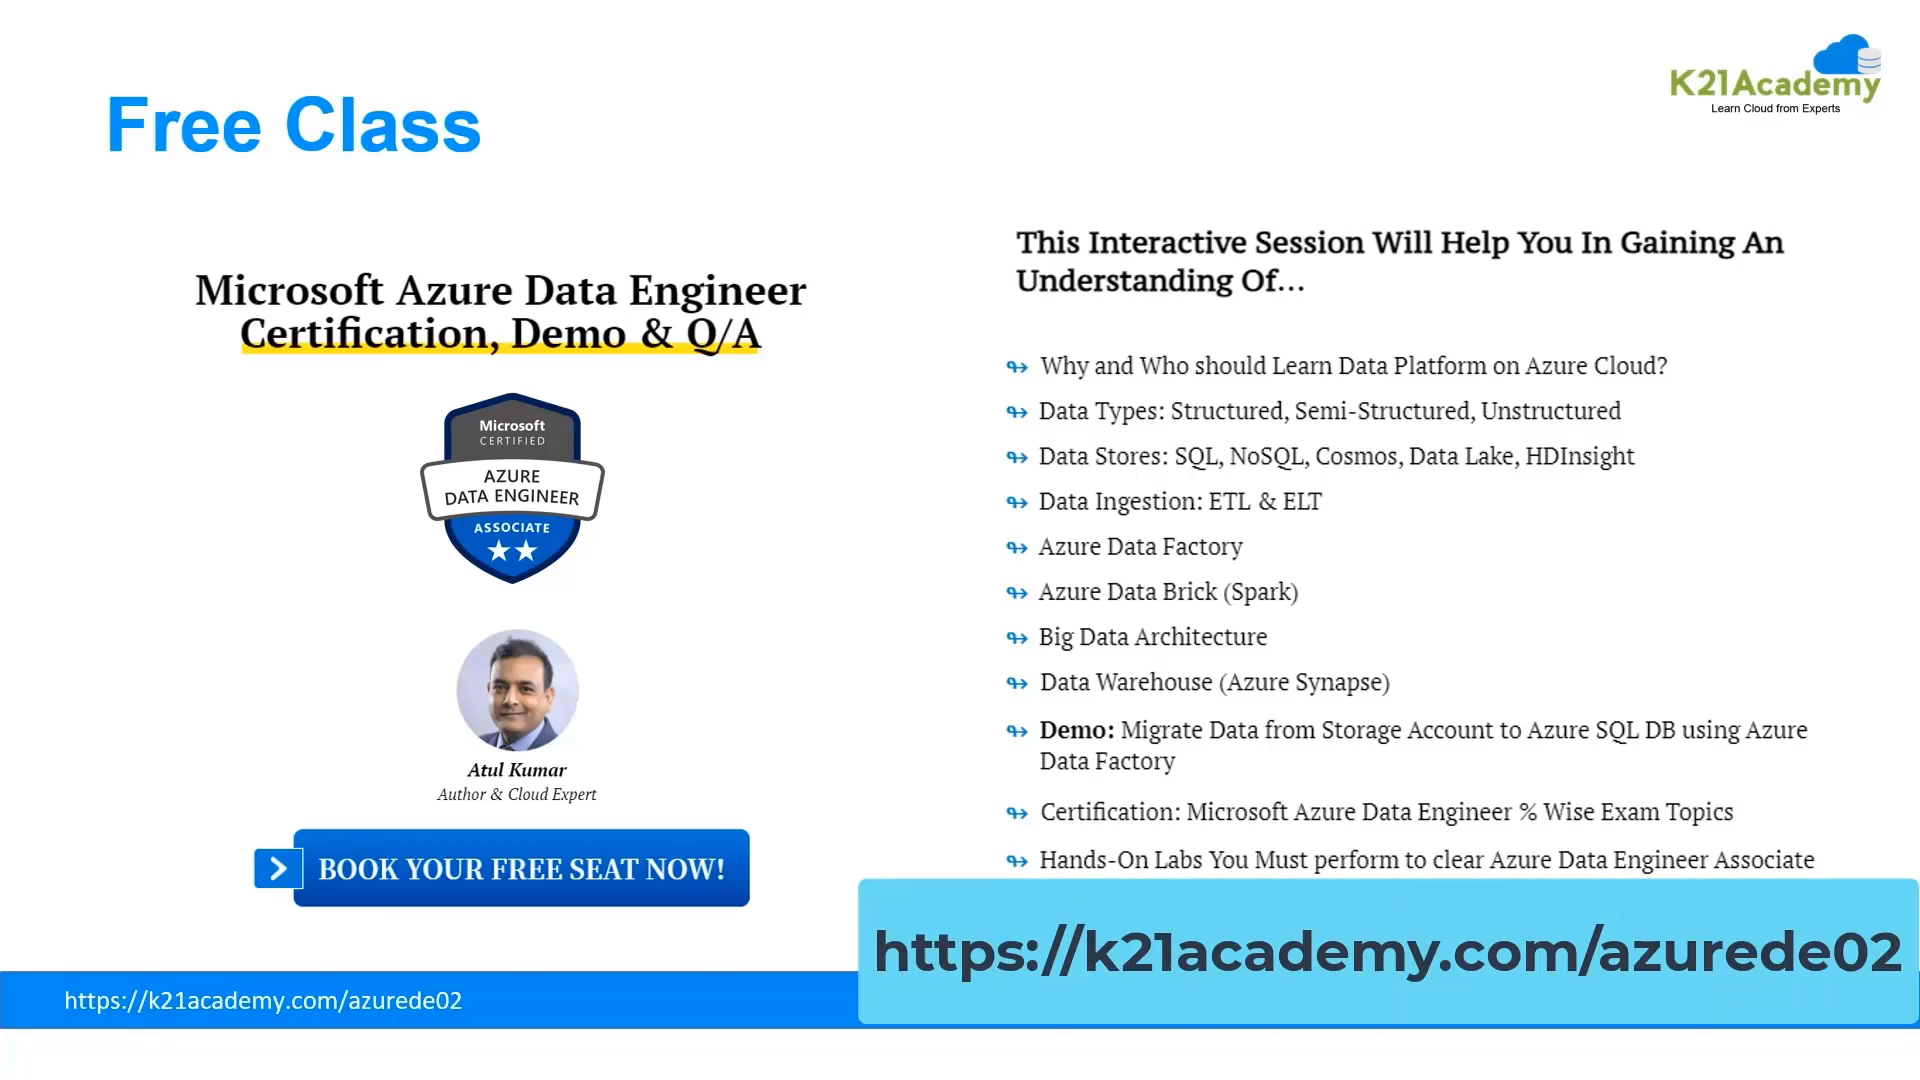 Free Class
K21Academy
Learn Cloud from Experts
Microsoft Azure Data Engineer
Certification, Demo & Q/A
Microsoft
CERTIFIED
AZURE
DATA ENGINEER
ASSOCIATE
Atul Kumar
Author & Cloud Expert
BOOK YOUR FREE SEAT NOW!
This Interactive Session Will Help You In Gaining An
Understanding Of...
Why and Who should Learn Data Platform on Azure Cloud?
Data Types: Structured, Semi-Structured, Unstructured
Data Stores: SQL, NoSQL, Cosmos, Data Lake, HDInsight
Data Ingestion: ETL & ELT
Azure Data Factory
Azure Data Brick (Spark)
Big Data Architecture
Data Warehouse (Azure Synapse)
Demo: Migrate Data from Storage Account to Azure SQL DB using Azure
Data Factory
Certification: Microsoft Azure Data Engineer % Wise Exam Topics
Hands-On Labs You Must perform to clear Azure Data Engineer Associate
https://k21academy.com/azurede02
https://k21academy.com/azurede02